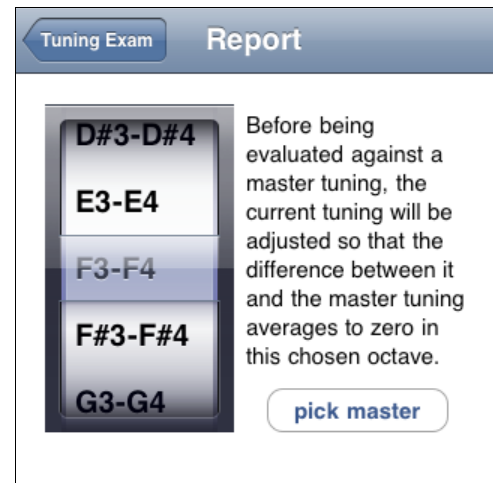 Tuning Exam
Report
D#3-D#4
E3-E4
F3-F4
F#3-F#4
G3-G4
Before being
evaluated against a
master tuning, the
current tuning will be
adjusted so that the
difference between it
and the master tuning
averages to zero in
this chosen octave.
pick master